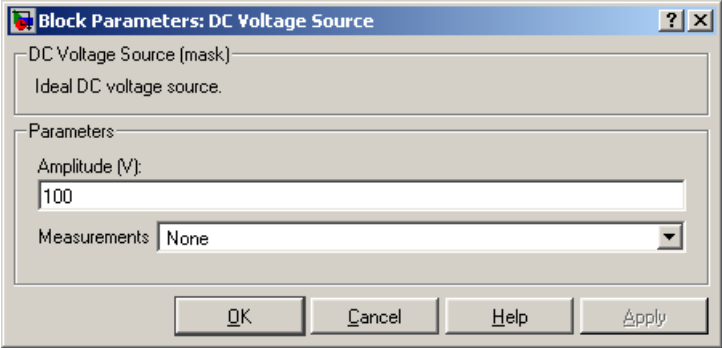 Block Parameters: DC Voltage Source
DC Voltage Source (mask)
Ideal DC voltage source.
Parameters
Amplitude (V):
100
Measurements None
OK Cancel Help Apply